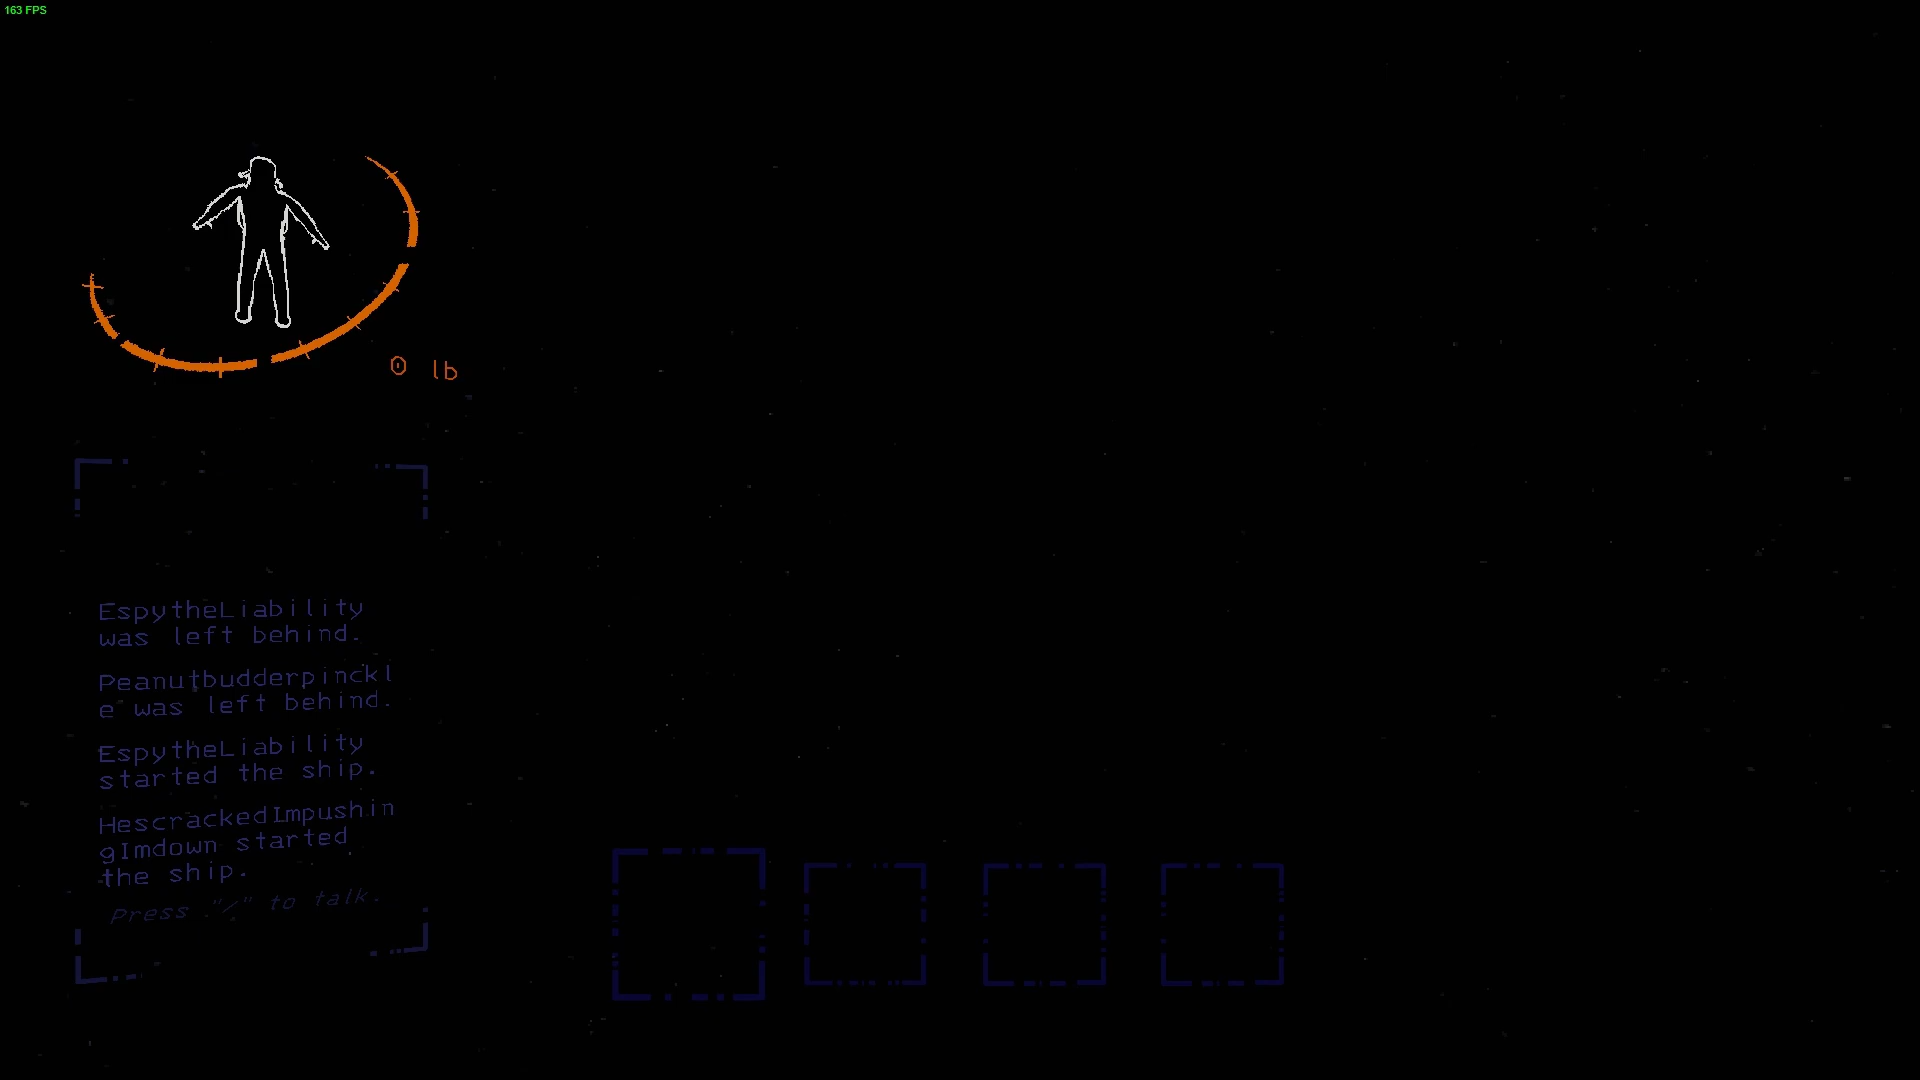 163 FPS
0 lb
EspytheLiability
was left behind.
Peanutbudderpinckl
e was left behind.
EspytheLiability
started the ship.
HescrackedImpushin
gImdown started
the ship.
Press "/" to talk.